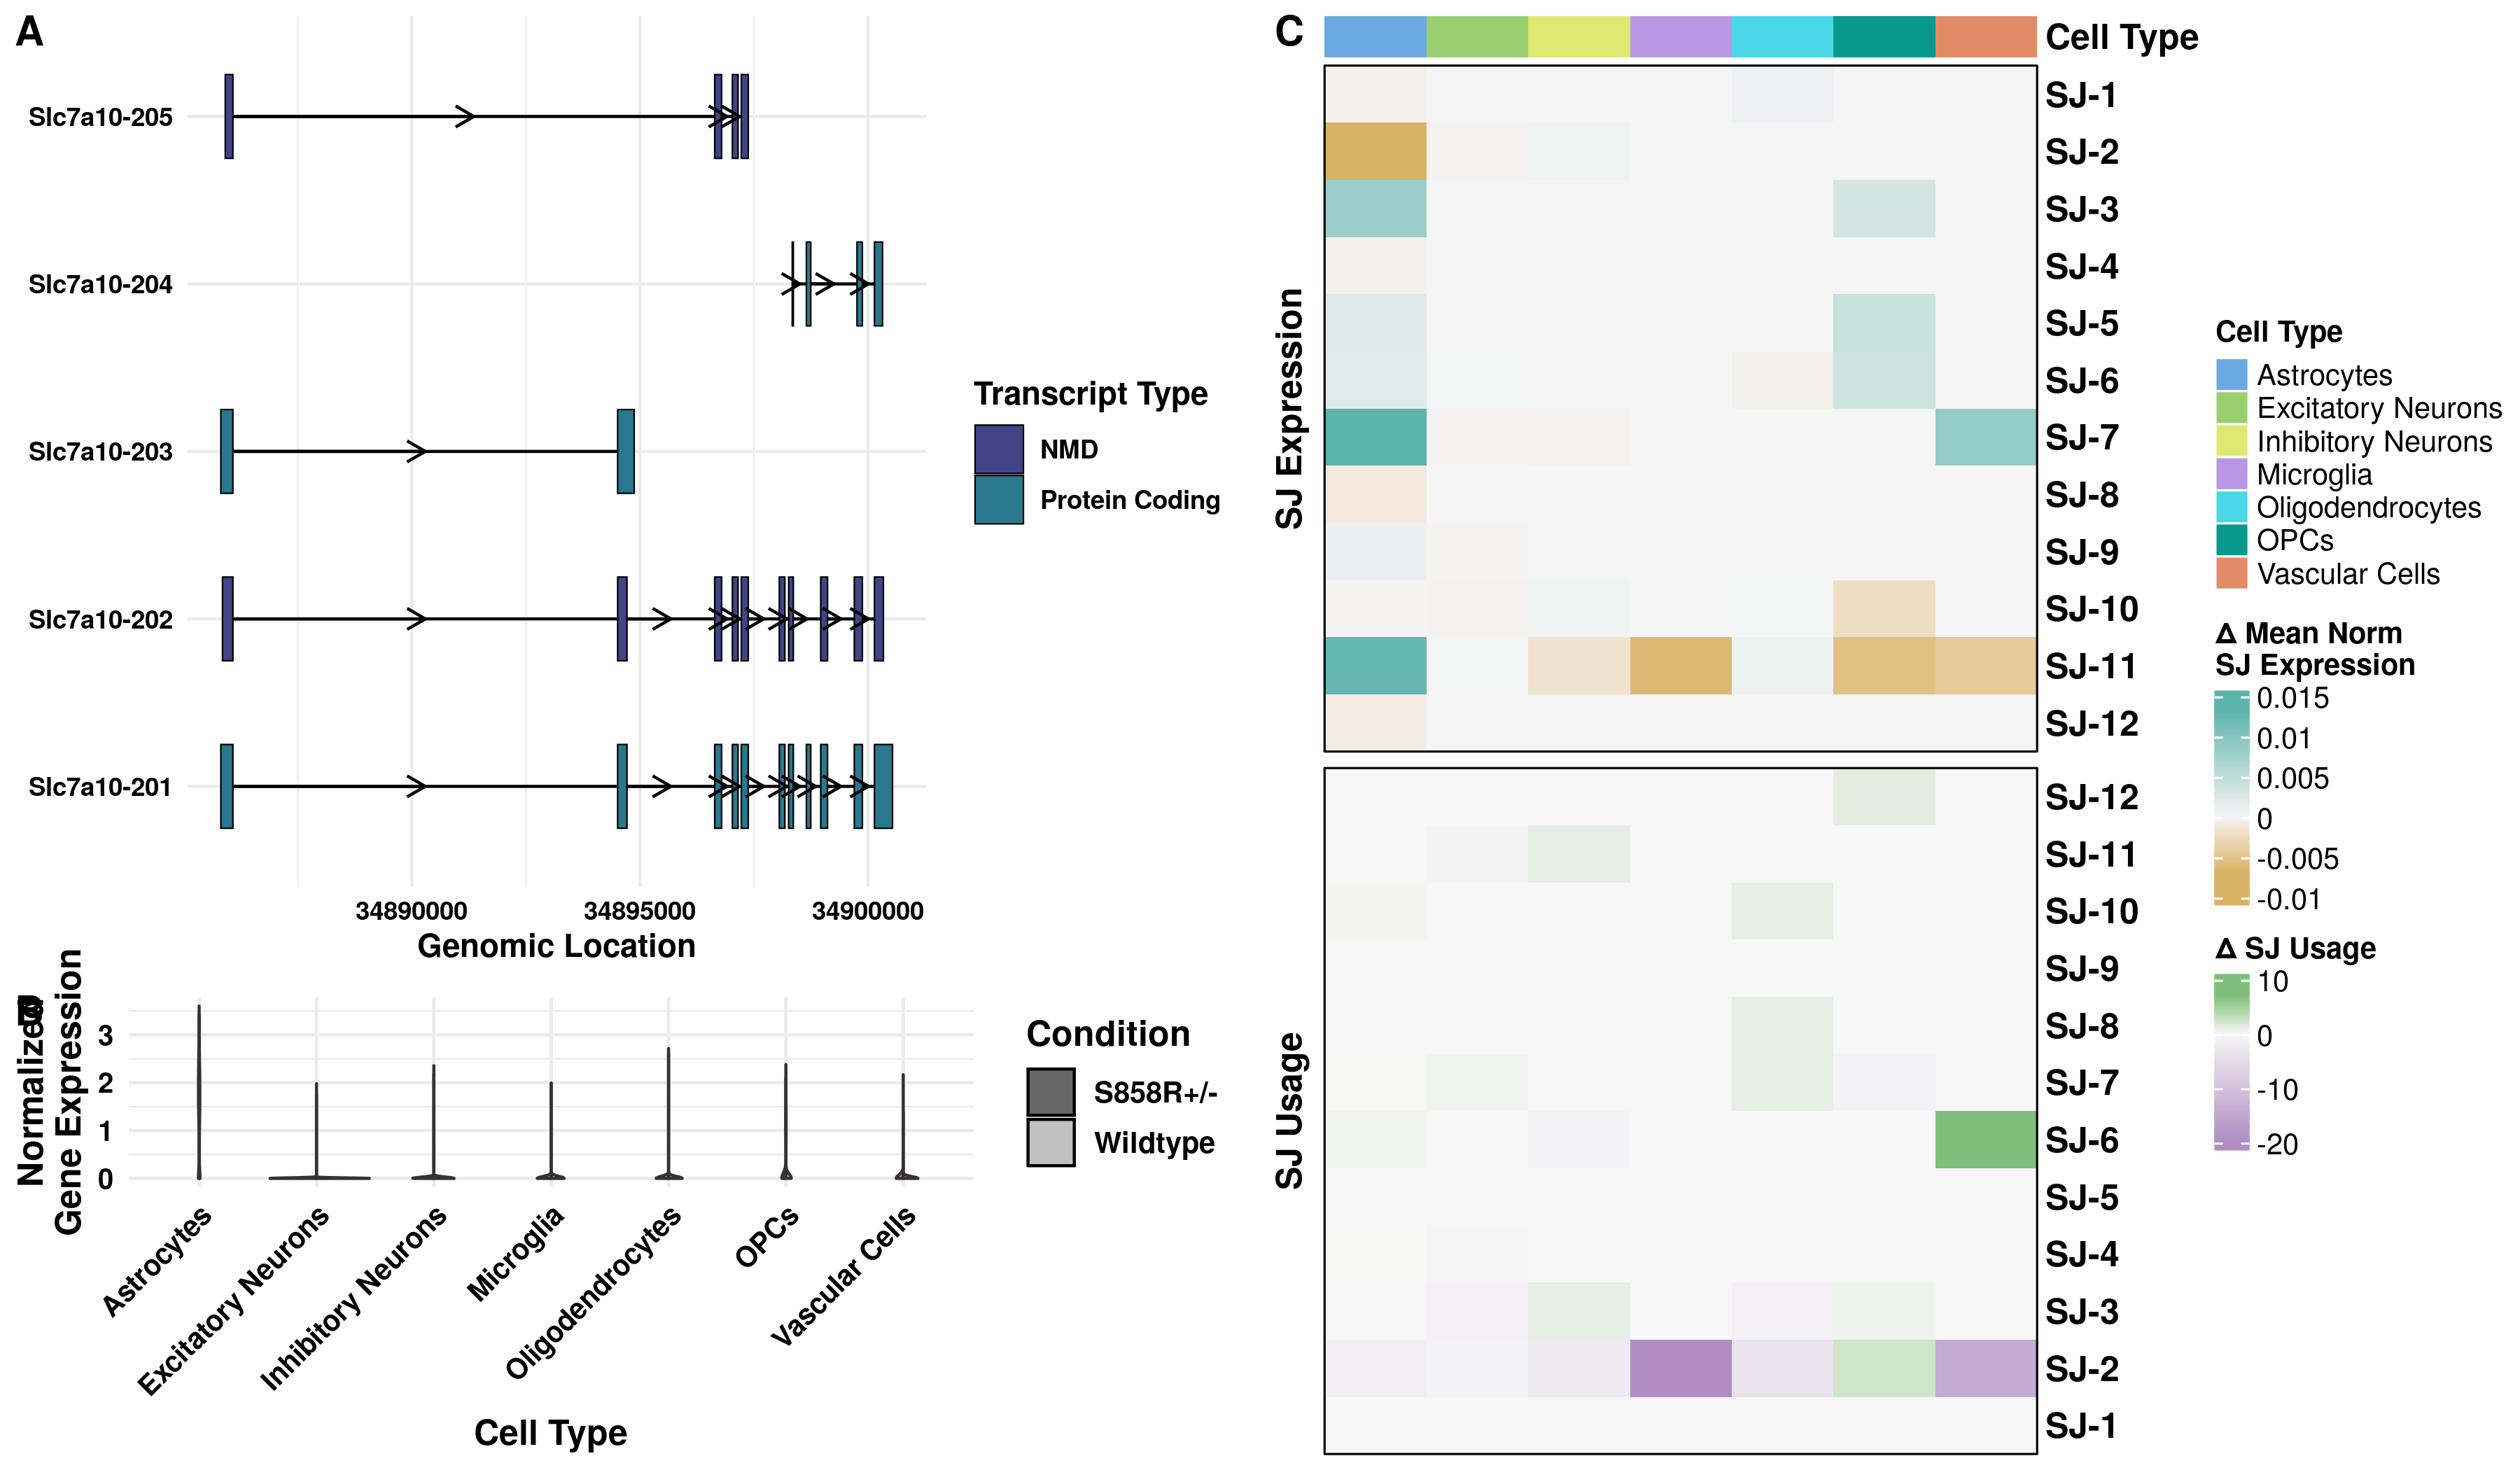 A
Slc7a10-205
Slc7a10-204
Slc7a10-203
Slc7a10-202
Slc7a10-201
34890000
34895000
34900000
Genomic Location
Transcript Type
NMD
Protein Coding
Normalized
Gene Expression
3
2
1
0
Astrocytes
Excitatory Neurons
Inhibitory Neurons
Microglia
Oligodendrocytes
OPCs
Vascular Cells
Cell Type
Condition
S858R+/-
Wildtype
C
Cell Type
SJ Expression
SJ-1
SJ-2
SJ-3
SJ-4
SJ-5
SJ-6
SJ-7
SJ-8
SJ-9
SJ-10
SJ-11
SJ-12
SJ Usage
SJ-12
SJ-11
SJ-10
SJ-9
SJ-8
SJ-7
SJ-6
SJ-5
SJ-4
SJ-3
SJ-2
SJ-1
Cell Type
Astrocytes
Excitatory Neurons
Inhibitory Neurons
Microglia
Oligodendrocytes
OPCs
Vascular Cells
Δ Mean Norm
SJ Expression
0.015
0.01
0.005
0
-0.005
-0.01
Δ SJ Usage
10
0
-10
-20